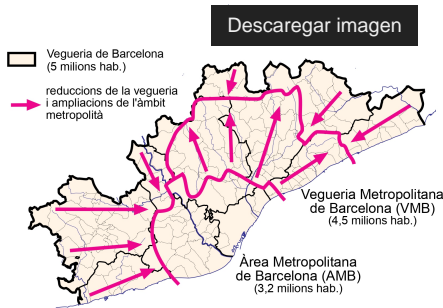 Descaregar imagen
Vegueria de Barcelona
(5 milions hab.)
reduccions de la vegueria
i ampliacions de l'àmbit
metropolità
Vegueria Metropolitana
de Barcelona (VMB)
(4,5 milions hab.)
Àrea Metropolitana
de Barcelona (AMB)
(3,2 milions hab.)